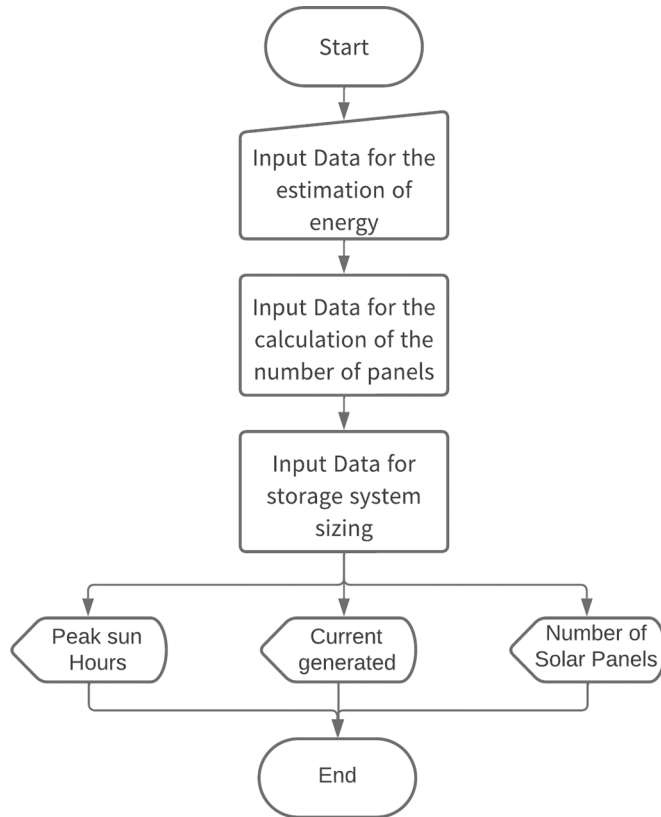 Start
Input Data for the
estimation of
energy
Input Data for the
calculation of the
number of panels
Input Data for
storage system
sizing
Peak sun
Hours
Current
generated
Number of
Solar Panels
End